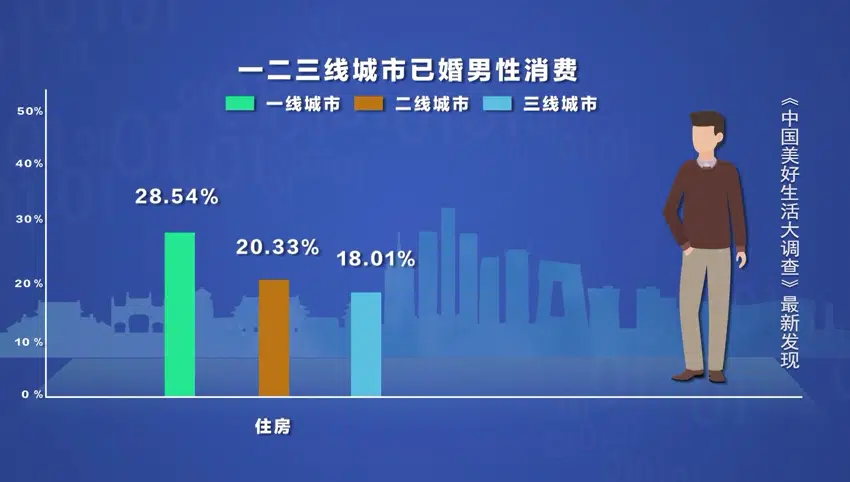 一二三线城市已婚男性消费
一线城市 二线城市 三线城市
50%
40%
30%
20%
10 %
0 %
28.54%
20.33%
18.01%
住房
《中国美好生活大调查》最新发现